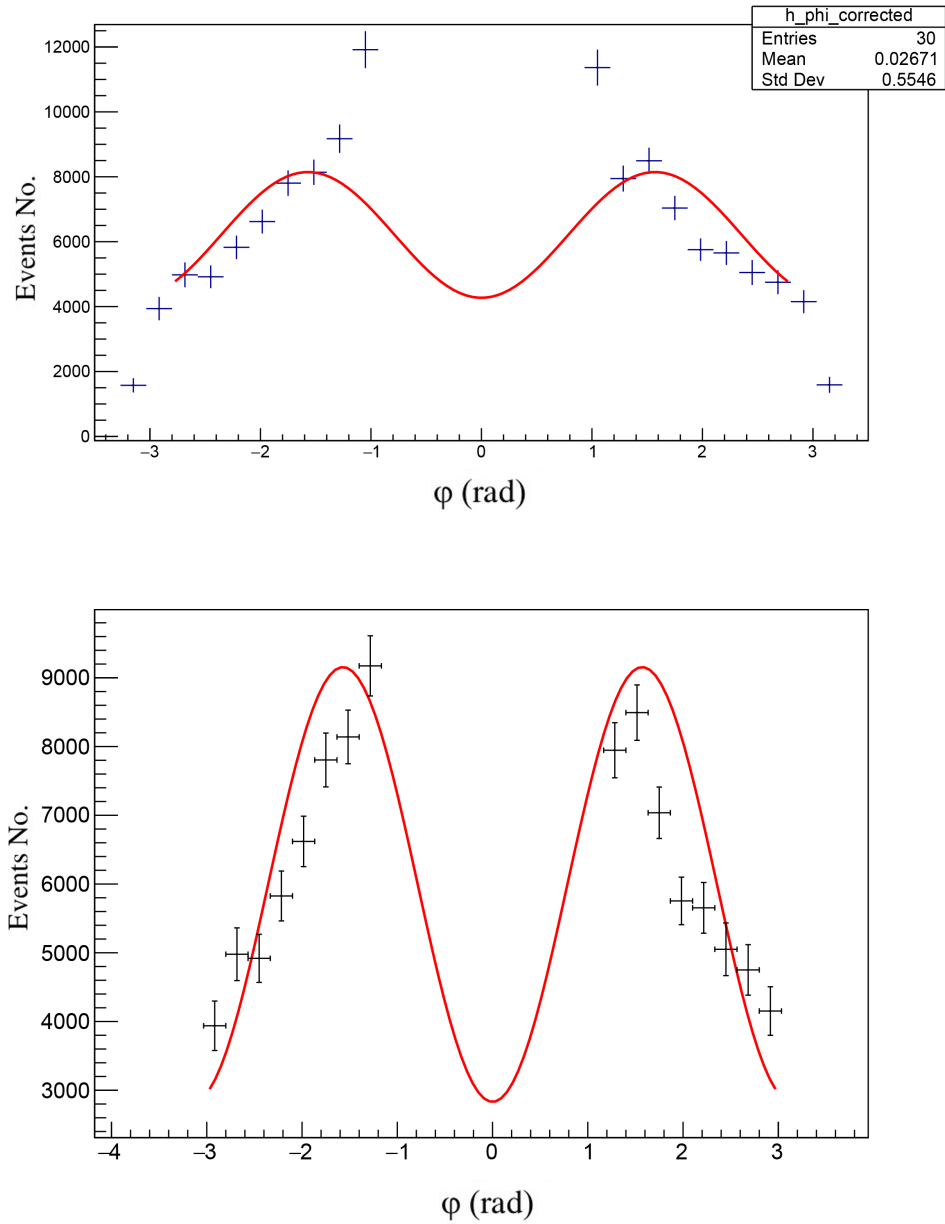 h_phi_corrected
Entries 30
Mean 0.02671
Std Dev 0.5546
12000
10000
8000
6000
4000
2000
0
Events No.
−3 −2 −1 0 1 2 3
φ (rad)
9000
8000
7000
6000
5000
4000
3000
Events No.
−4 −3 −2 −1 0 1 2 3
φ (rad)